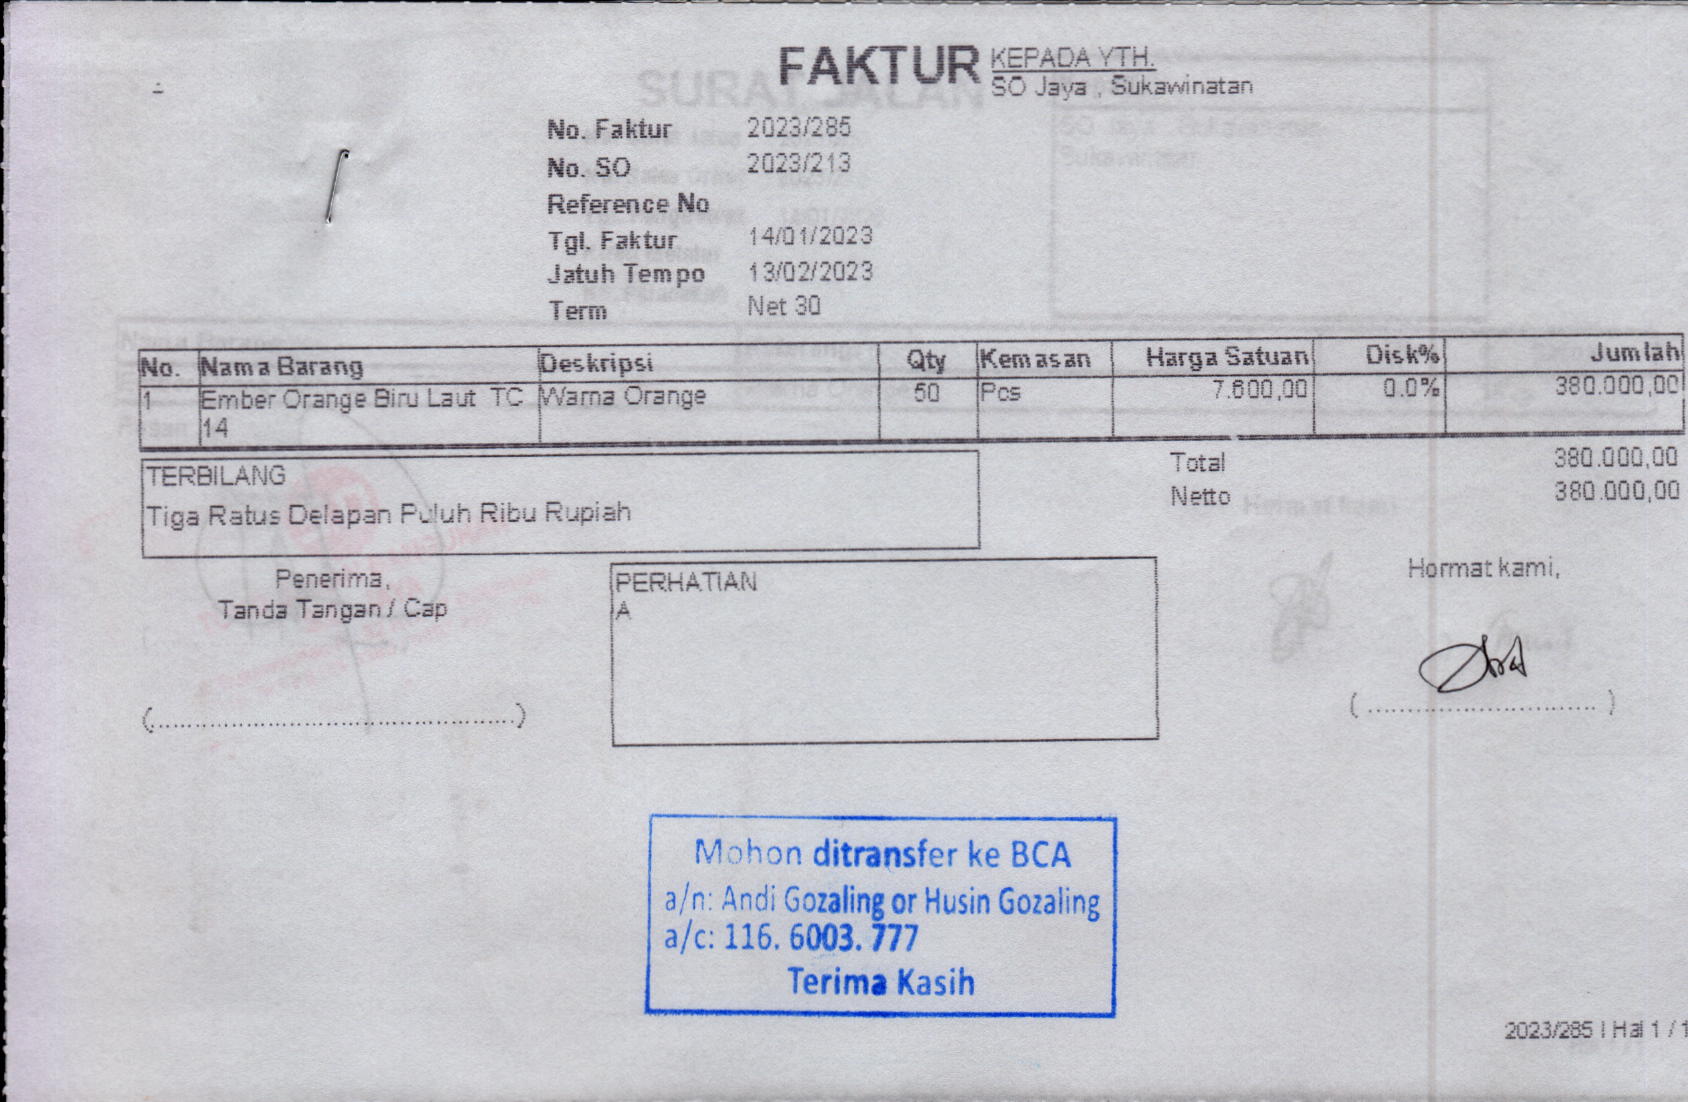 FAKTUR
KEPADA YTH.
SO Jaya , Sukawinatan
No. Faktur 2023/285
No. SO 2023/213
Reference No
Tgl. Faktur 14/01/2023
Jatuh Tempo 13/02/2023
Term Net 30
No. Nama Barang Deskripsi Qty Kemasan Harga Satuan Disk% Jumlah
1 Ember Orange Biru Laut TC Warna Orange 50 Pcs 7.600,00 0.0% 380.000,00
14
TERBILANG
Tiga Ratus Delapan Puluh Ribu Rupiah
Total 380.000,00
Netto 380.000,00
Penerima,
Tanda Tangan / Cap
(..................................................)
PERHATIAN
A
Hormat kami,
( .............................. )
Mohon ditransfer ke BCA
a/n: Andi Gozaling or Husin Gozaling
a/c: 116. 6003. 777
Terima Kasih
2023/285 | Hal 1 / 1